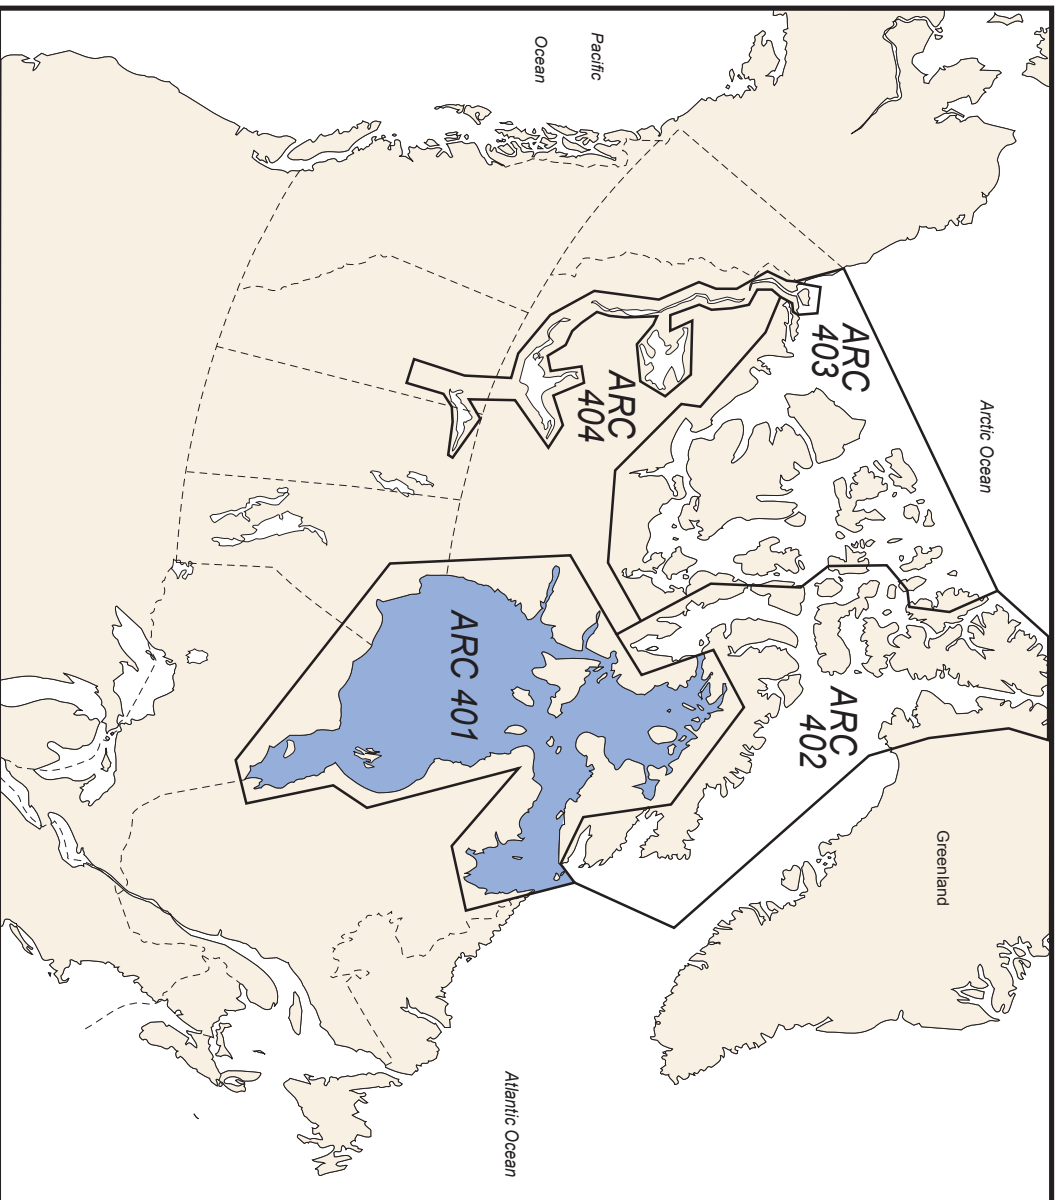 Arctic Ocean
Greenland
ARC
403
ARC
402
ARC
404
Pacific
Ocean
ARC 401
Atlantic Ocean